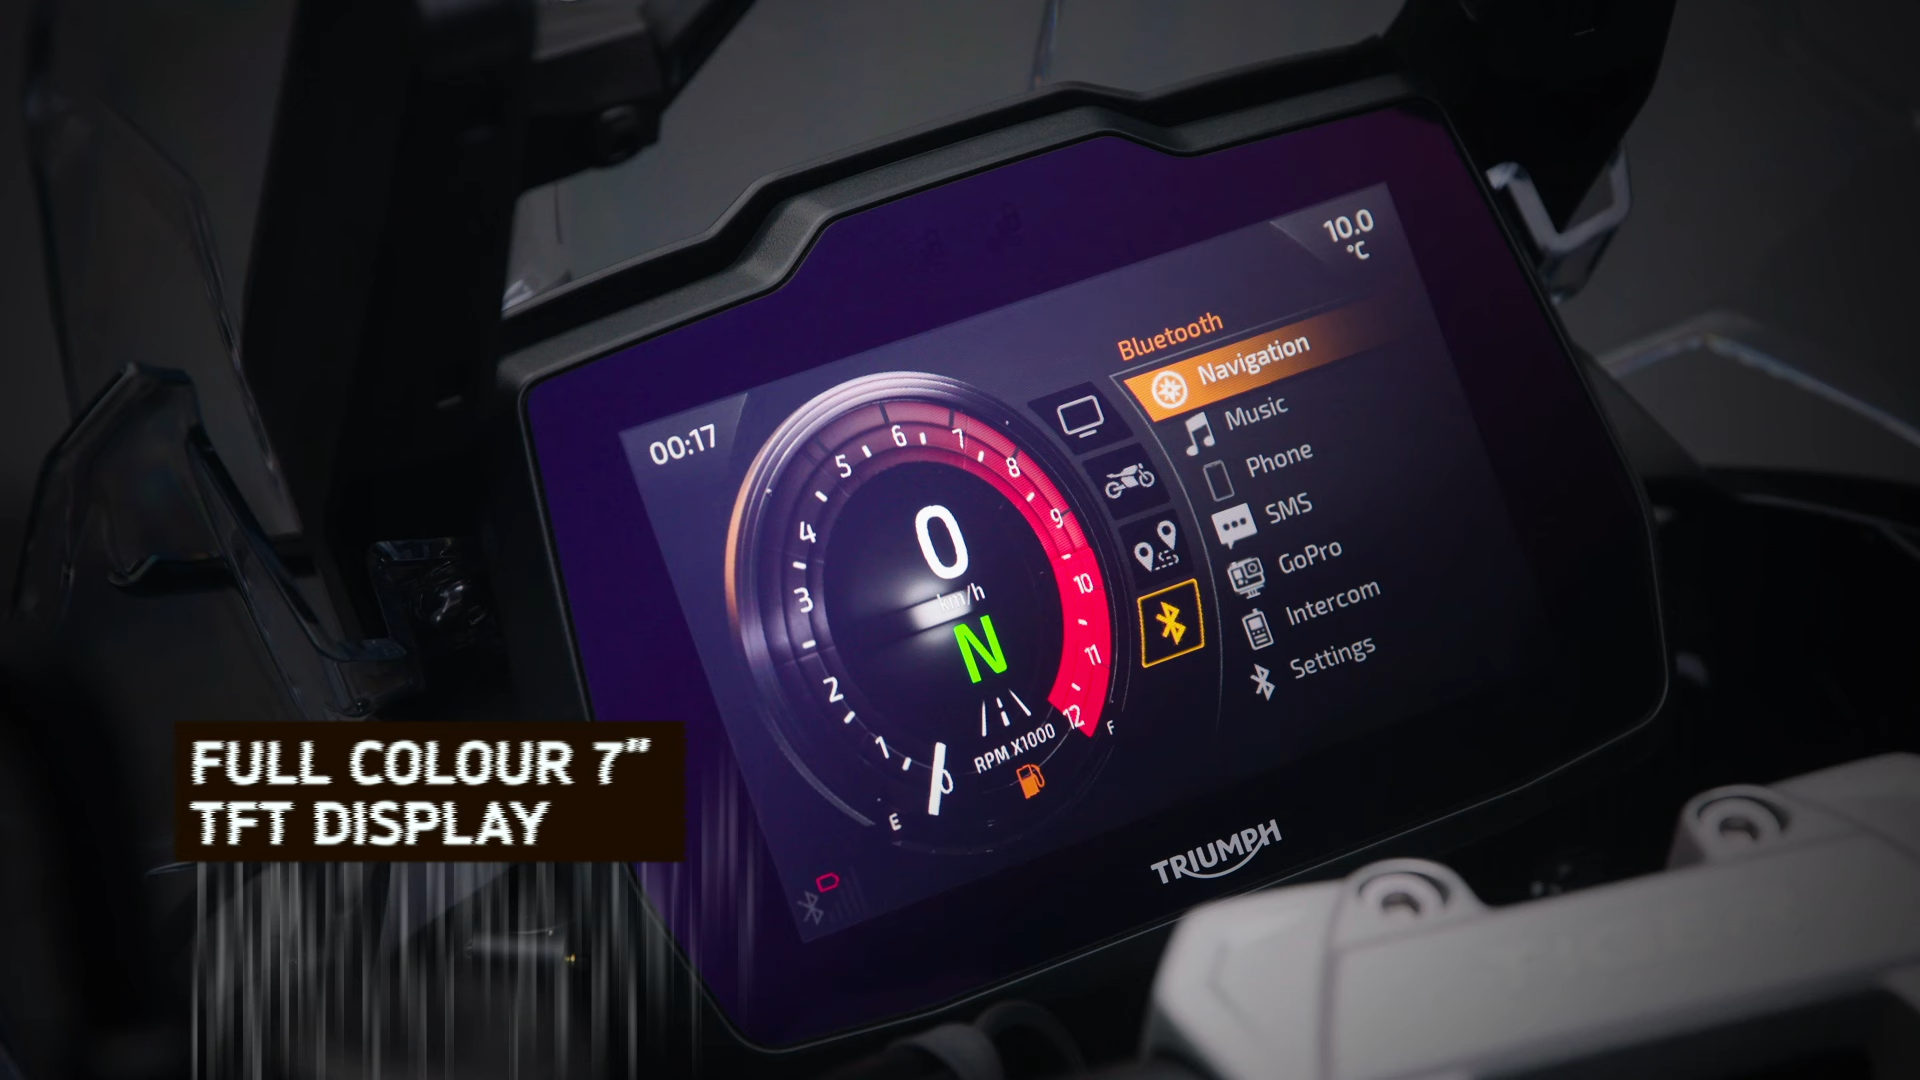 10.0
°C
Bluetooth
Navigation
Music
Phone
SMS
GoPro
Intercom
Settings
00:17
0
1
2
3
4
5
6
7
8
9
10
11
12
0
km/h
N
RPM X1000
E
F
TRIUMPH
FULL COLOUR 7”
TFT DISPLAY